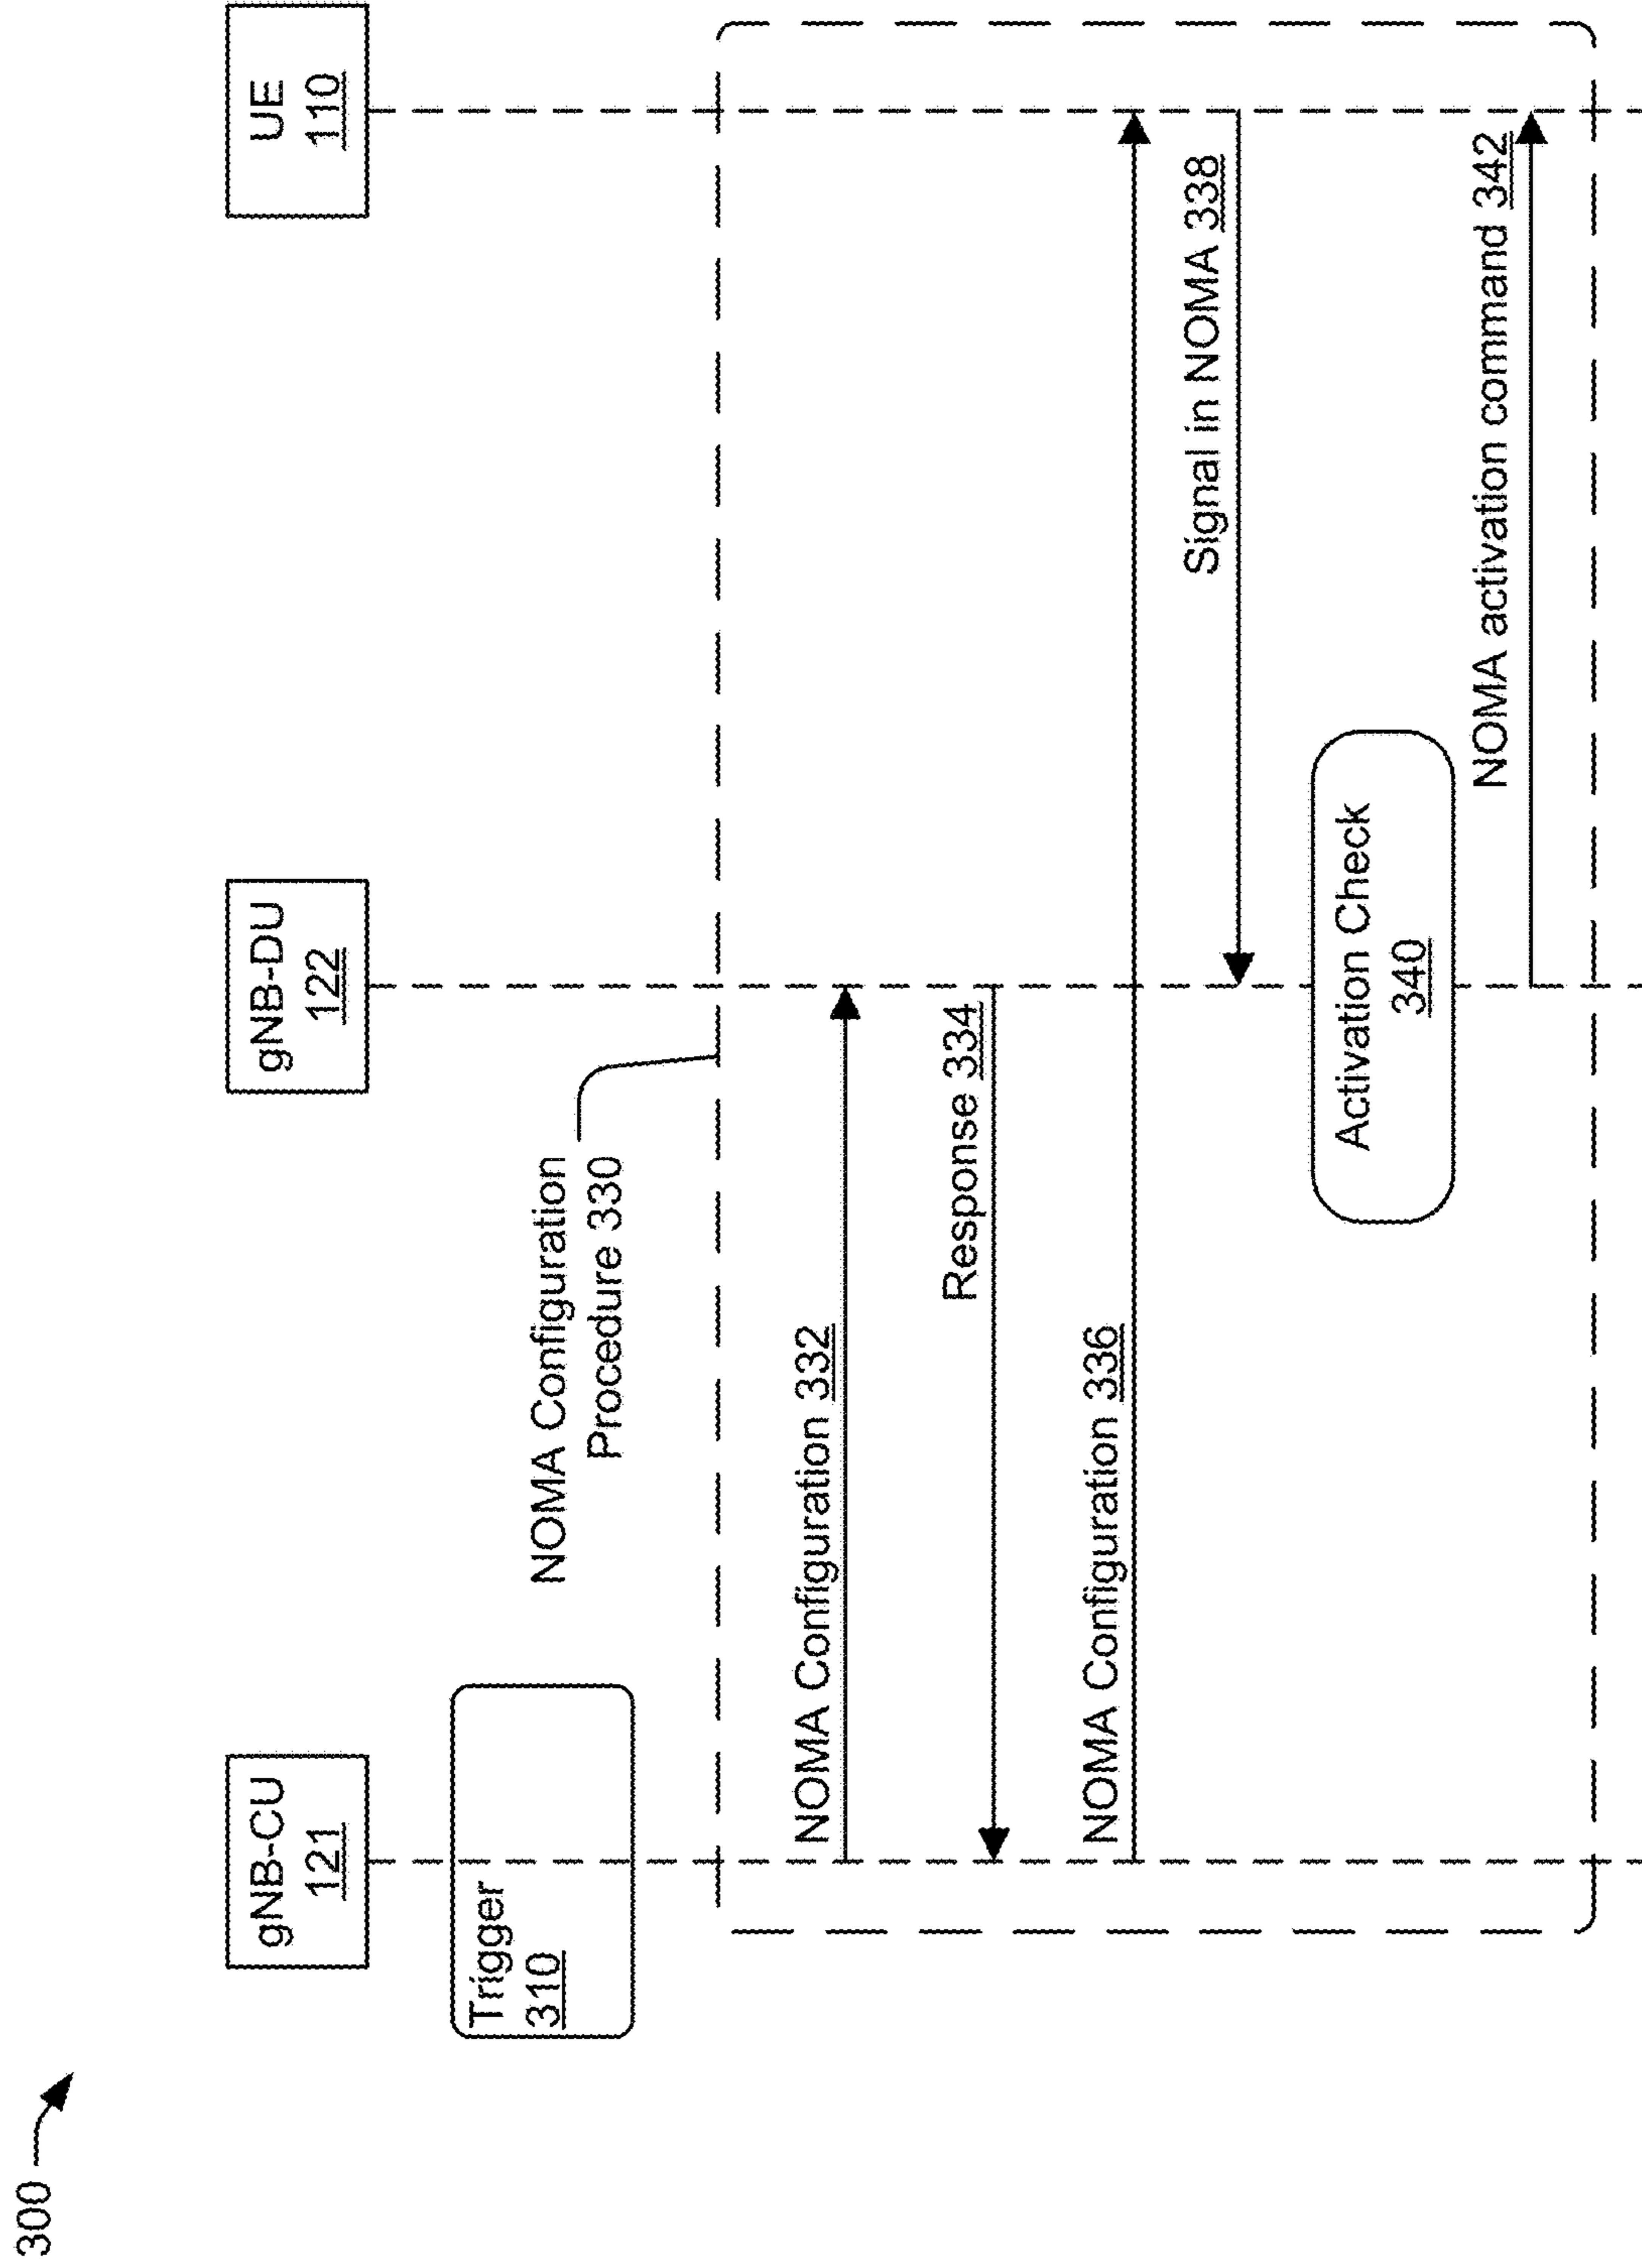 300
gNB-CU
121
gNB-DU
122
UE
110
Trigger
310
NOMA Configuration
Procedure 330
NOMA Configuration 332
Response 334
NOMA Configuration 336
Signal in NOMA 338
Activation Check
340
NOMA activation command 342